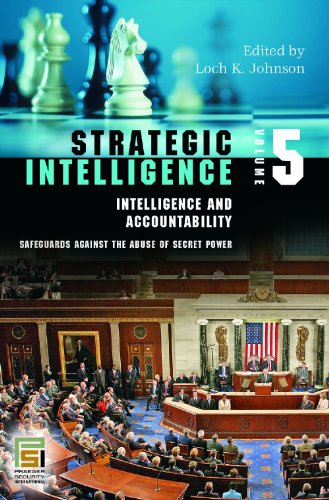 Edited by
Loch K. Johnson
STRATEGIC
INTELLIGENCE
VOLUME
5
INTELLIGENCE AND
ACCOUNTABILITY
SAFEGUARDS AGAINST THE ABUSE OF SECRET POWER
PSI
PRAEGER
SECURITY
INTERNATIONAL